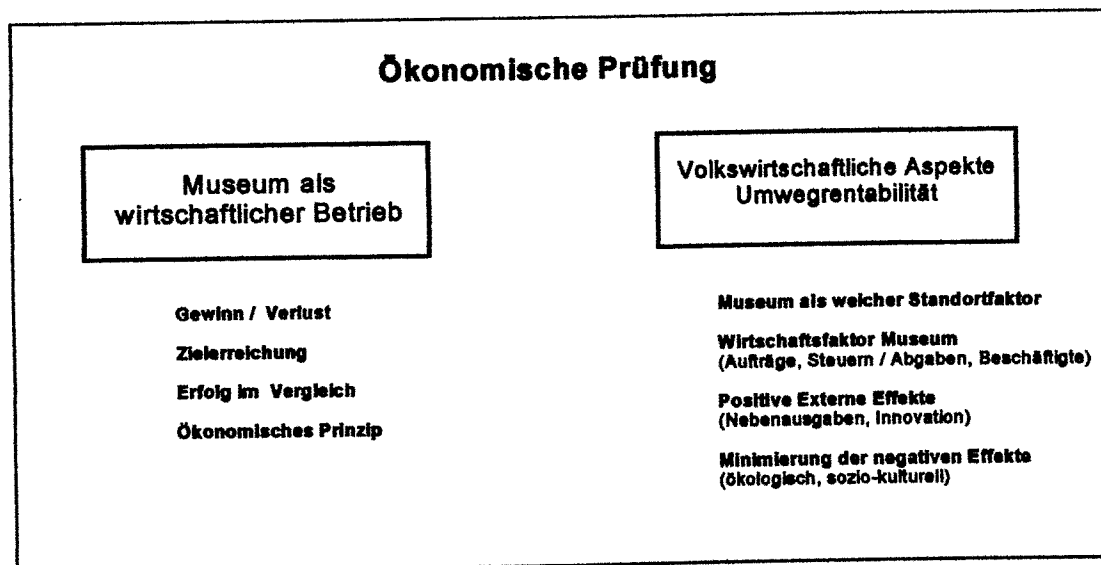 Ökonomische Prüfung
Museum als
wirtschaftlicher Betrieb
Gewinn / Verlust
Zielerreichung
Erfolg im Vergleich
Ökonomisches Prinzip
Volkswirtschaftliche Aspekte
Umwegrentabilität
Museum als weicher Standortfaktor
Wirtschaftsfaktor Museum
(Aufträge, Steuern / Abgaben, Beschäftigte)
Positive Externe Effekte
(Nebenausgaben, Innovation)
Minimierung der negativen Effekte
(ökologisch, sozio-kulturell)